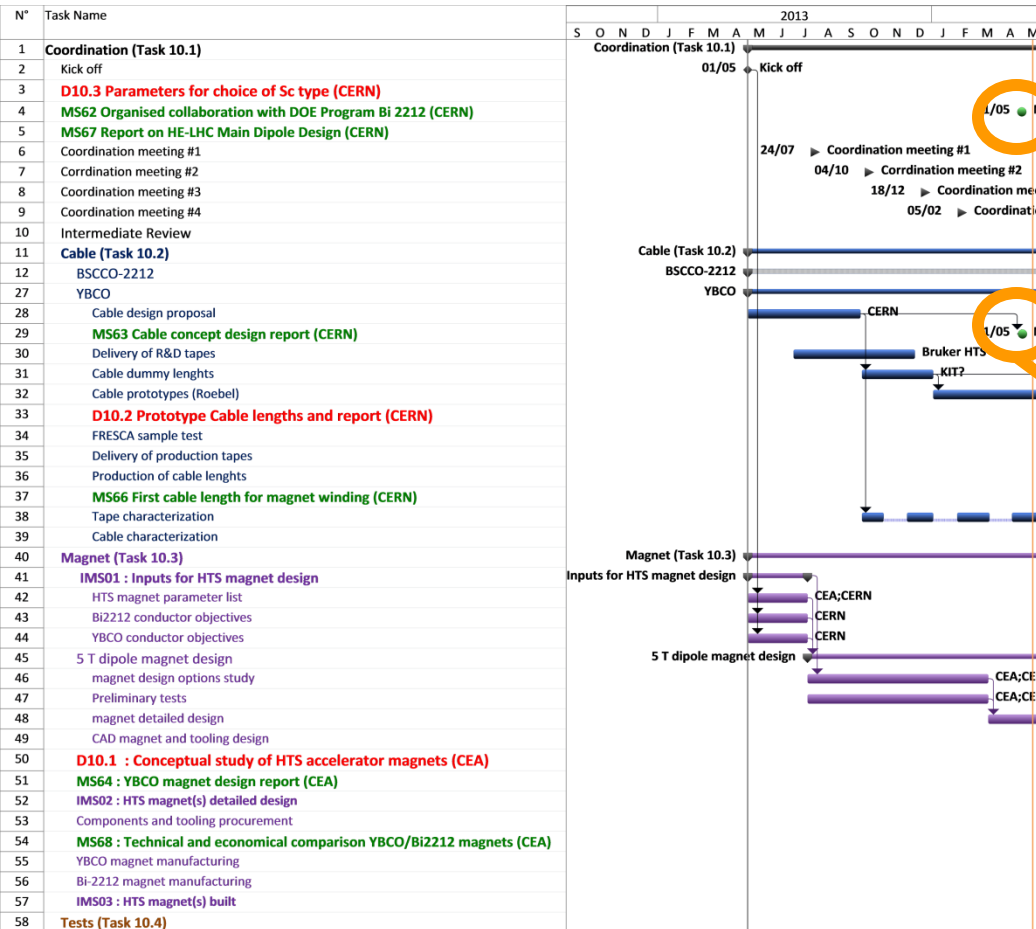 N° Task Name 2013
S O N D J F M A M J J A S O N D J F M A M
1 Coordination (Task 10.1) Coordination (Task 10.1)
2 Kick off 01/05 Kick off
3 D10.3 Parameters for choice of Sc type (CERN)
4 MS62 Organised collaboration with DOE Program Bi 2212 (CERN) 1/05
5 MS67 Report on HE-LHC Main Dipole Design (CERN)
6 Coordination meeting #1 24/07 Coordination meeting #1
7 Corrdination meeting #2 04/10 Corrdination meeting #2
8 Coordination meeting #3 18/12 Coordination me
9 Coordination meeting #4 05/02 Coordinati
10 Intermediate Review
11 Cable (Task 10.2) Cable (Task 10.2)
12 BSCCO-2212 BSCCO-2212
27 YBCO YBCO
28 Cable design proposal CERN
29 MS63 Cable concept design report (CERN) 1/05
30 Delivery of R&D tapes Bruker HTS
31 Cable dummy lenghts KIT?
32 Cable prototypes (Roebel)
33 D10.2 Prototype Cable lengths and report (CERN)
34 FRESCA sample test
35 Delivery of production tapes
36 Production of cable lenghts
37 MS66 First cable length for magnet winding (CERN)
38 Tape characterization
39 Cable characterization
40 Magnet (Task 10.3) Magnet (Task 10.3)
41 IMS01 : Inputs for HTS magnet design Inputs for HTS magnet design
42 HTS magnet parameter list CEA;CERN
43 Bi2212 conductor objectives CERN
44 YBCO conductor objectives CERN
45 5 T dipole magnet design 5 T dipole magnet design
46 magnet design options study CEA;CE
47 Preliminary tests CEA;CE
48 magnet detailed design
49 CAD magnet and tooling design
50 D10.1 : Conceptual study of HTS accelerator magnets (CEA)
51 MS64 : YBCO magnet design report (CEA)
52 IMS02 : HTS magnet(s) detailed design
53 Components and tooling procurement
54 MS68 : Technical and economical comparison YBCO/Bi2212 magnets (CEA)
55 YBCO magnet manufacturing
56 Bi-2212 magnet manufacturing
57 IMS03 : HTS magnet(s) built
58 Tests (Task 10.4)